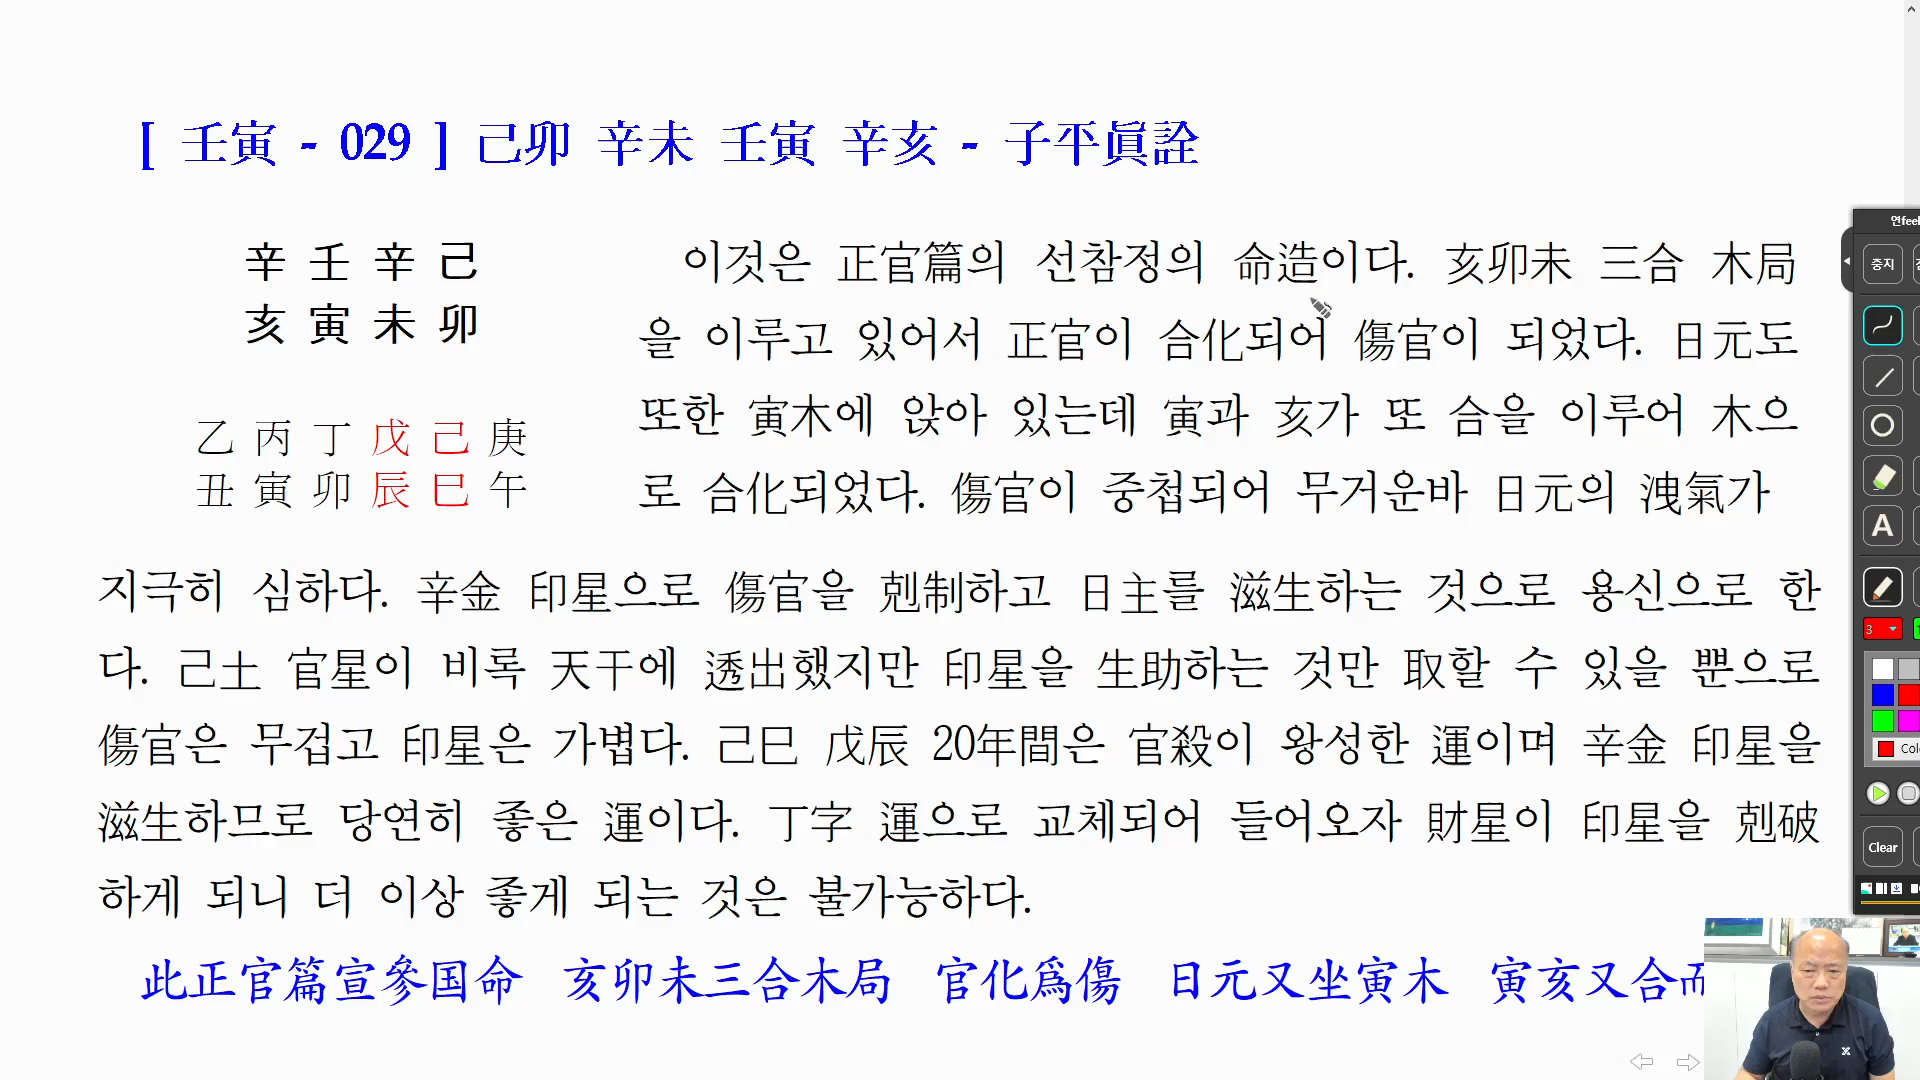 [ 壬寅 - 029 ] 己卯 辛未 壬寅 辛亥 - 子平眞詮
辛 壬 辛 己
亥 寅 未 卯
乙 丙 丁 戊 己 庚
丑 寅 卯 辰 巳 午
이것은 正官篇의 선참정의 命造이다. 亥卯未 三合 木局
을 이루고 있어서 正官이 合化되어 傷官이 되었다. 日元도
또한 寅木에 앉아 있는데 寅과 亥가 또 合을 이루어 木으
로 合化되었다. 傷官이 중첩되어 무거운바 日元의 洩氣가
지극히 심하다. 辛金 印星으로 傷官을 剋制하고 日主를 滋生하는 것으로 용신으로 한
다. 己土 官星이 비록 天干에 透出했지만 印星을 生助하는 것만 取할 수 있을 뿐으로
傷官은 무겁고 印星은 가볍다. 己巳 戊辰 20年間은 官殺이 왕성한 運이며 辛金 印星을
滋生하므로 당연히 좋은 運이다. 丁字 運으로 교체되어 들어오자 財星이 印星을 剋破
하게 되니 더 이상 좋게 되는 것은 불가능하다.
此正官篇宣參国命 亥卯未三合木局 官化爲傷 日元又坐寅木 寅亥又合而
연feel
중지
A
3
Clear